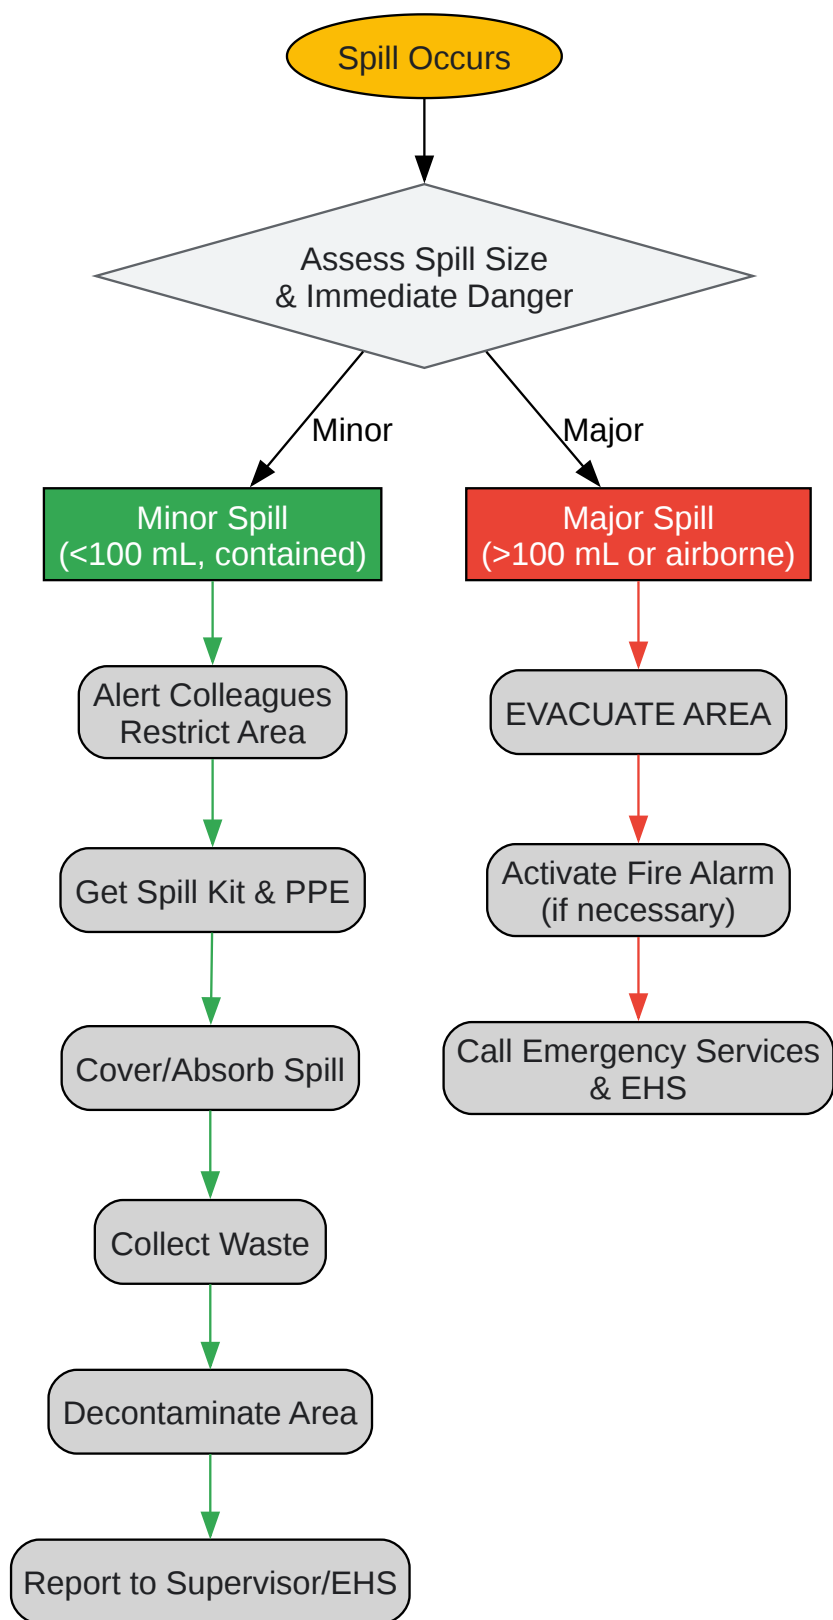 Spill Occurs
Assess Spill Size
& Immediate Danger
Minor
Major
Minor Spill
(<100 mL, contained)
Major Spill
(>100 mL or airborne)
Alert Colleagues
Restrict Area
EVACUATE AREA
Get Spill Kit & PPE
Activate Fire Alarm
(if necessary)
Cover/Absorb Spill
Call Emergency Services
& EHS
Collect Waste
Decontaminate Area
Report to Supervisor/EHS